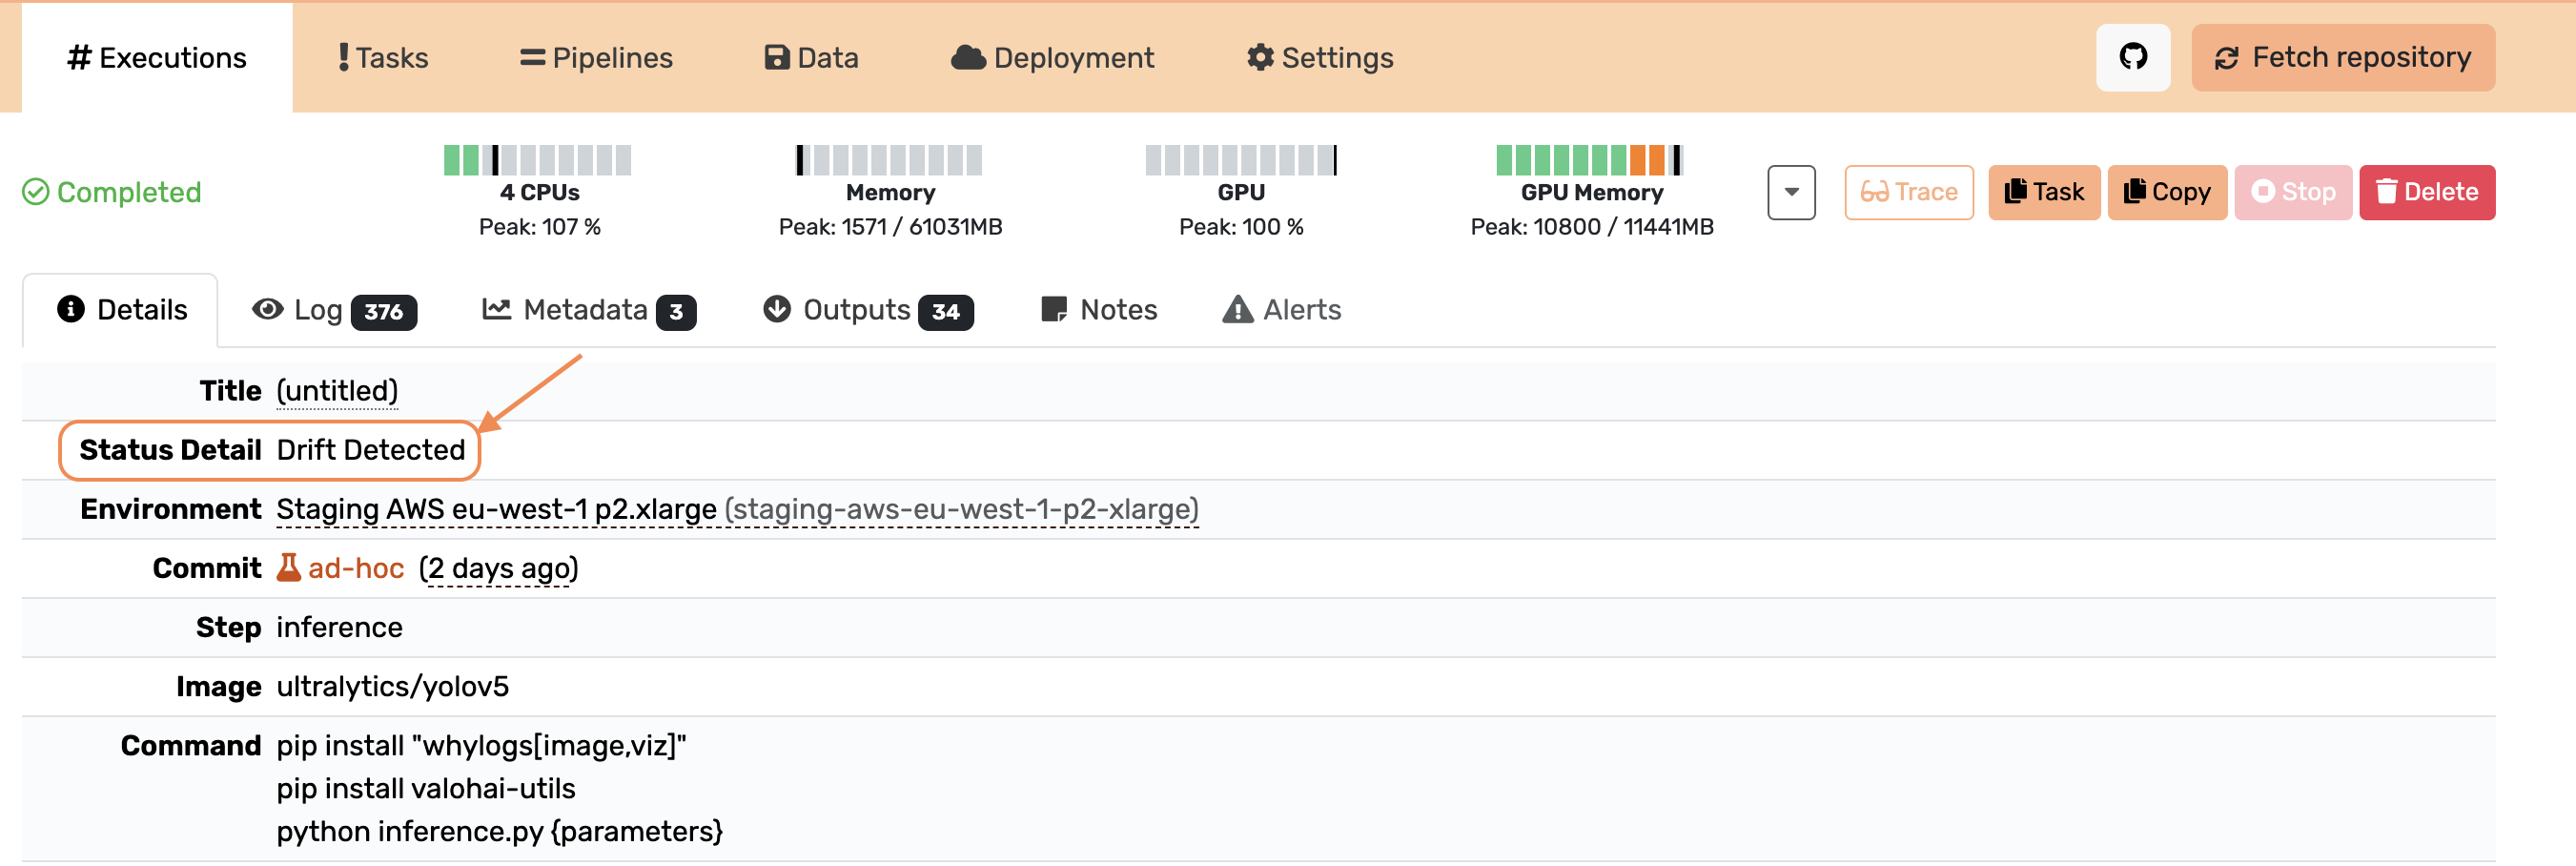 # Executions
Tasks
Pipelines
Data
Deployment
Settings
Fetch repository
Completed
4 CPUs
Peak: 107 %
Memory
Peak: 1571 / 61031MB
GPU
Peak: 100 %
GPU Memory
Peak: 10800 / 11441MB
Trace
Task
Copy
Stop
Delete
Details
Log 376
Metadata 3
Outputs 34
Notes
Alerts
Title (untitled)
Status Detail Drift Detected
Environment Staging AWS eu-west-1 p2.xlarge (staging-aws-eu-west-1-p2-xlarge)
Commit ad-hoc (2 days ago)
Step inference
Image ultralytics/yolov5
Command pip install "whylogs[image,viz]"
pip install valohai-utils
python inference.py {parameters}